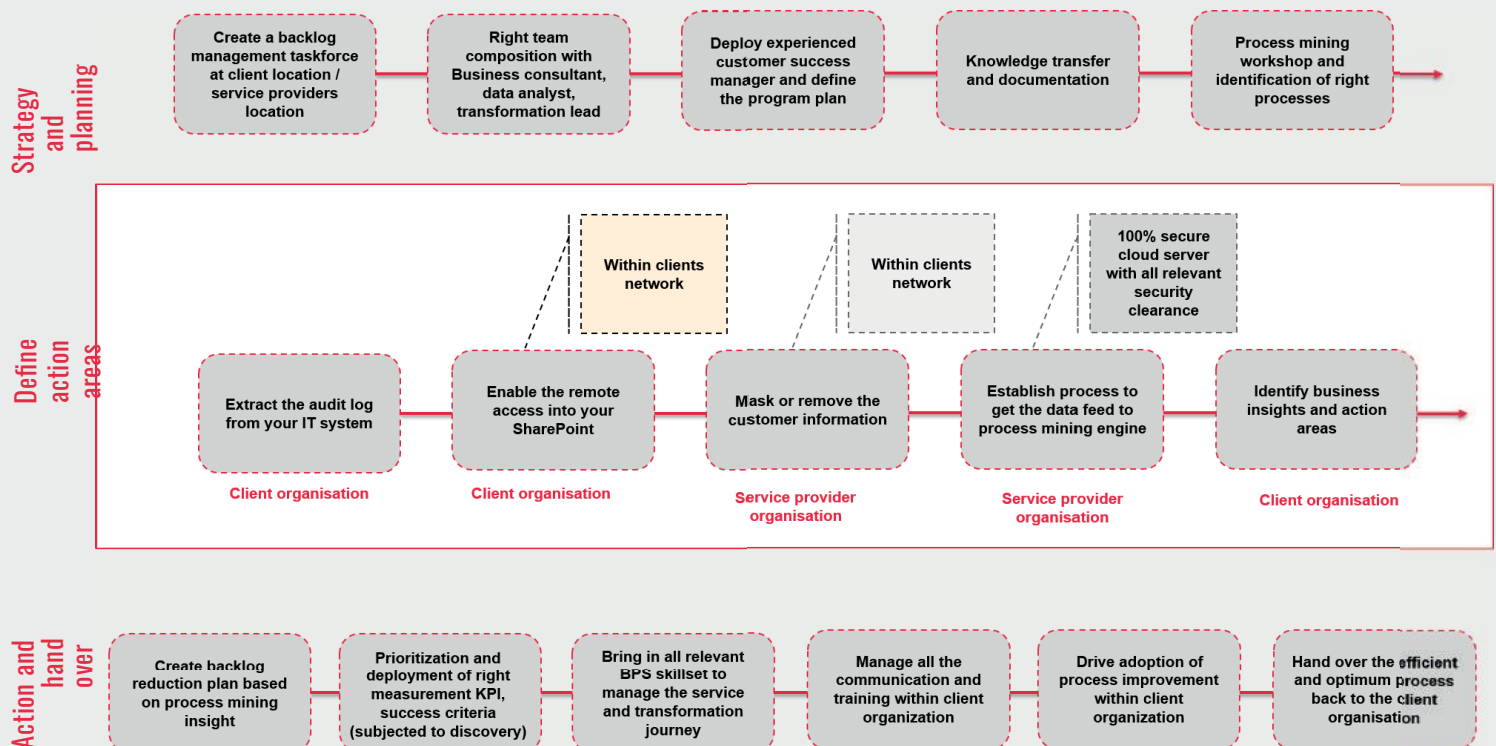 Strategy
and
planning
Create a backlog
management taskforce
at client location /
service providers
location
Right team
composition with
Business consultant,
data analyst,
transformation lead
Deploy experienced
customer success
manager and define
the program plan
Knowledge transfer
and documentation
Process mining
workshop and
identification of right
processes
Define
action
areas
Within clients
network
Within clients
network
100% secure
cloud server
with all relevant
security
clearance
Extract the audit log
from your IT system
Enable the remote
access into your
SharePoint
Mask or remove the
customer information
Establish process to
get the data feed to
process mining engine
Identify business
insights and action
areas
Client organisation
Client organisation
Service provider
organisation
Service provider
organisation
Client organisation
Action and
hand
over
Create backlog
reduction plan based
on process mining
insight
Prioritization and
deployment of right
measurement KPI,
success criteria
(subjected to discovery)
Bring in all relevant
BPS skillset to
manage the service
and transformation
journey
Manage all the
communication and
training within client
organization
Drive adoption of
process improvement
within client
organization
Hand over the efficient
and optimum process
back to the client
organisation